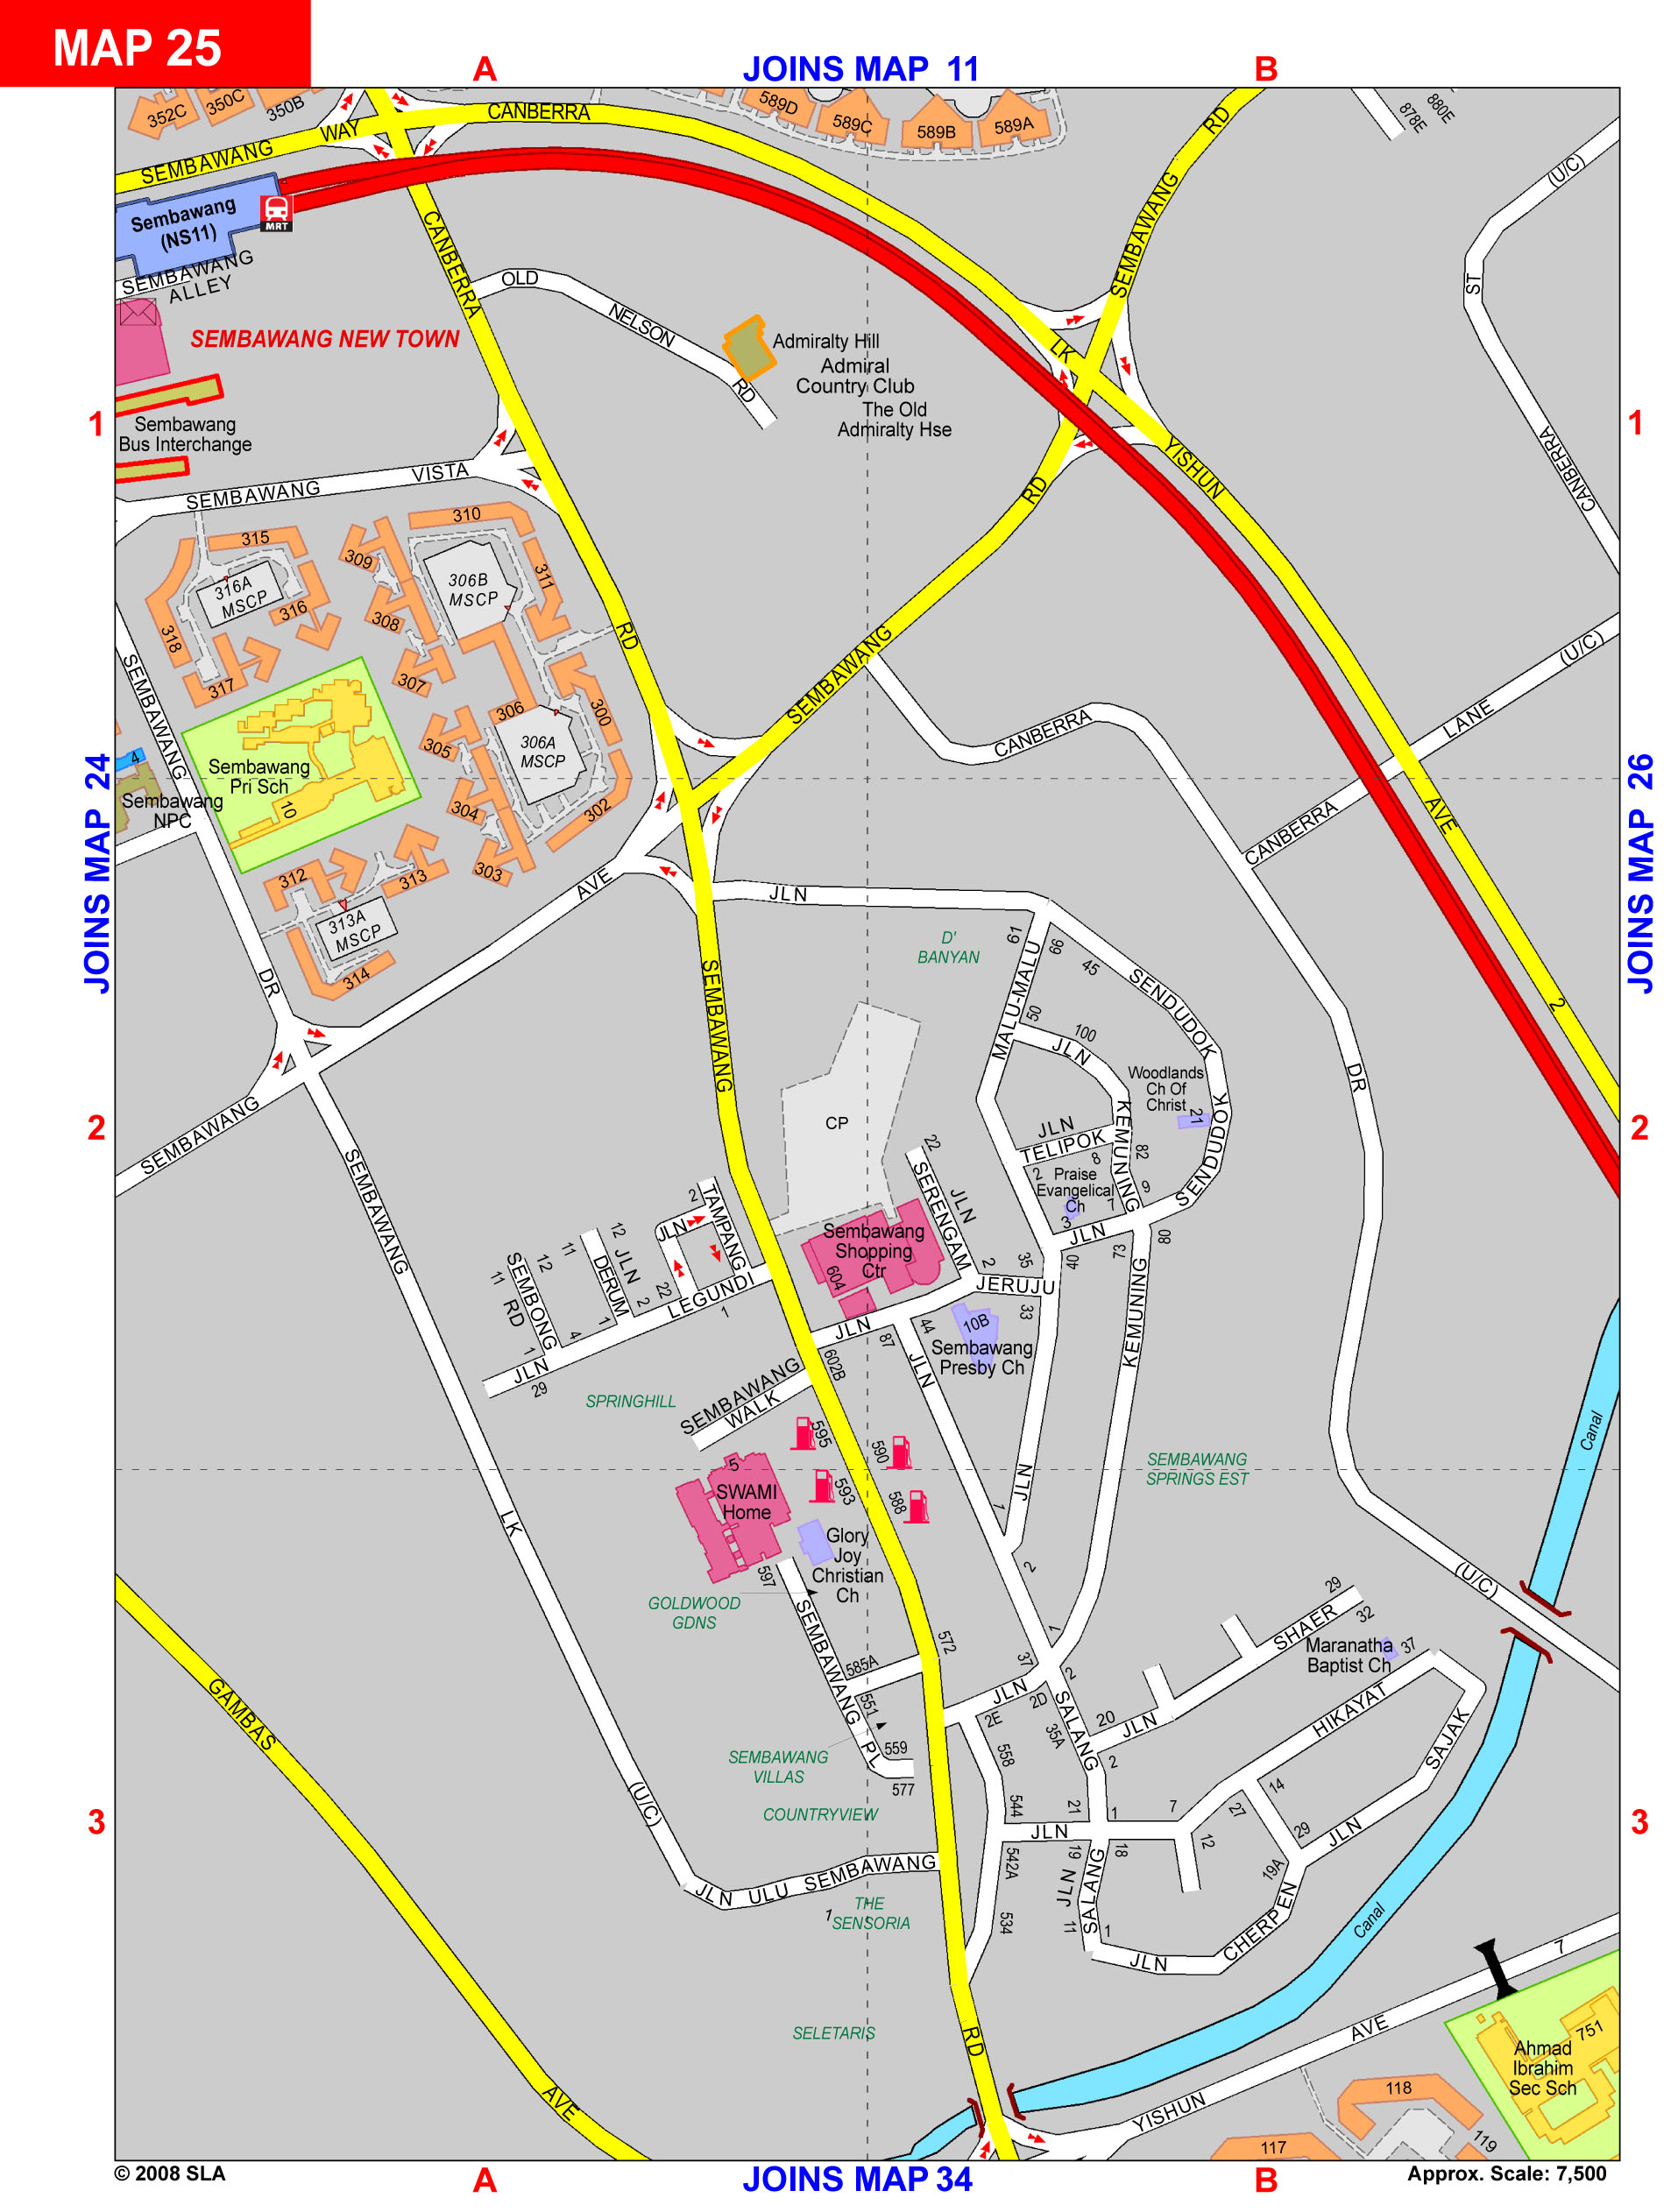 MAP 25
A
JOINS MAP 11
B
352C
350C
350B
589D
589C
589B
589A
878E
880E
SEMBAWANG WAY
CANBERRA
RD
(U/C)
Sembawang
(NS11)
MRT
SEMBAWANG
ALLEY
CANBERRA
OLD NELSON RD
SEMBAWANG
ST
SEMBAWANG NEW TOWN
Admiralty Hill
Admiral
Country Club
The Old
Admiralty Hse
LK
YISHUN
CANBERRA
1
1
Sembawang
Bus Interchange
SEMBAWANG VISTA
RD
310
315
309
311
306B
MSCP
316A
MSCP
316
308
318
317
307
RD
SEMBAWANG
(U/C)
306
300
305
306A
MSCP
CANBERRA
LANE
SEMBAWANG
4
Sembawang
Pri Sch
10
Sembawang
NPC
304
302
303
JOINS MAP 24
JOINS MAP 26
CANBERRA
AVE
2
312
313
313A
MSCP
314
AVE
DR
JLN
D'
BANYAN
61
MALU-MALU
66
45
SENDUDOK
50
100
JLN
SEMBAWANG
DR
Woodlands
Ch Of
Christ
21
KEMUNING
SENDUDOK
CP
JLN
TELIPOK
2
8
82
9
7
Praise
Evangelical
Ch
3
JLN
73
80
2
2
SEMBAWANG
SEMBAWANG
22
SERENGAM
JLN
2
35
40
JERUJU
33
2
TAMPANG
JLN
Sembawang
Shopping
Ctr
604
12
JLN
DERUM
11
12
SEMBONG
RD
11
2
22
LEGUNDI
1
1
4
1
JLN
29
JLN
87
44
10B
Sembawang
Presby Ch
JLN
KEMUNING
602B
SEMBAWANG
WALK
SPRINGHILL
595
590
593
588
5
SWAMI
Home
SEMBAWANG
SPRINGS EST
Canal
JLN
1
2
LK
Glory
Joy
Christian
Ch
597
GOLDWOOD
GDNS
SEMBAWANG PL
585A
572
551
559
577
SEMBAWANG
VILLAS
COUNTRYVIEW
(U/C)
29
32
SHAER
JLN
20
Maranatha
Baptist Ch
37
1
2
37
JLN
2D
2E
SALANG
35A
2
558
544
HIKAYAT
SAJAK
14
27
29
JLN
19A
GAMBAS
(U/C)
21
1
7
JLN
12
18
19
542A
534
JLN
SALANG
11
1
JLN
CHERPEN
3
3
JLN ULU SEMBAWANG
1
THE
SENSORIA
SELETARIS
Canal
RD
AVE
YISHUN
AVE
7
751
Ahmad
Ibrahim
Sec Sch
118
117
119
© 2008 SLA
A
JOINS MAP 34
B
Approx. Scale: 7,500